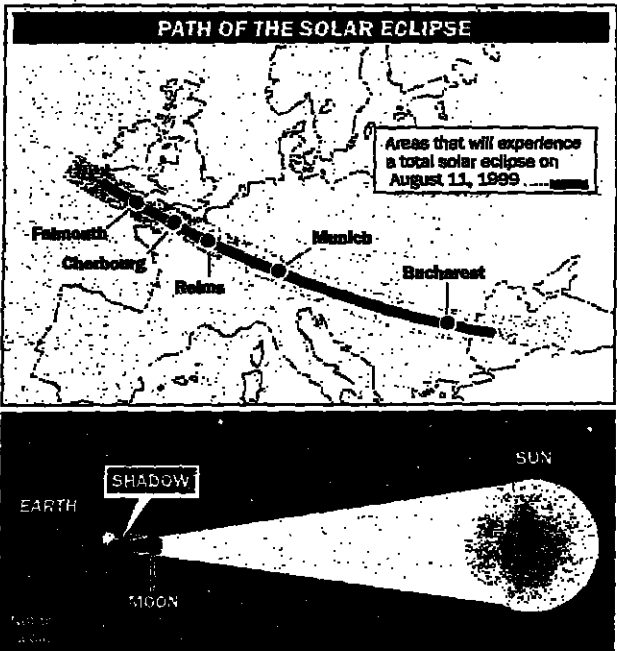 PATH OF THE SOLAR ECLIPSE
Areas that will experience
a total solar eclipse on
August 11, 1999
Falmouth
Cherbourg
Reims
Munich
Bucharest
SUN
SHADOW
EARTH
MOON